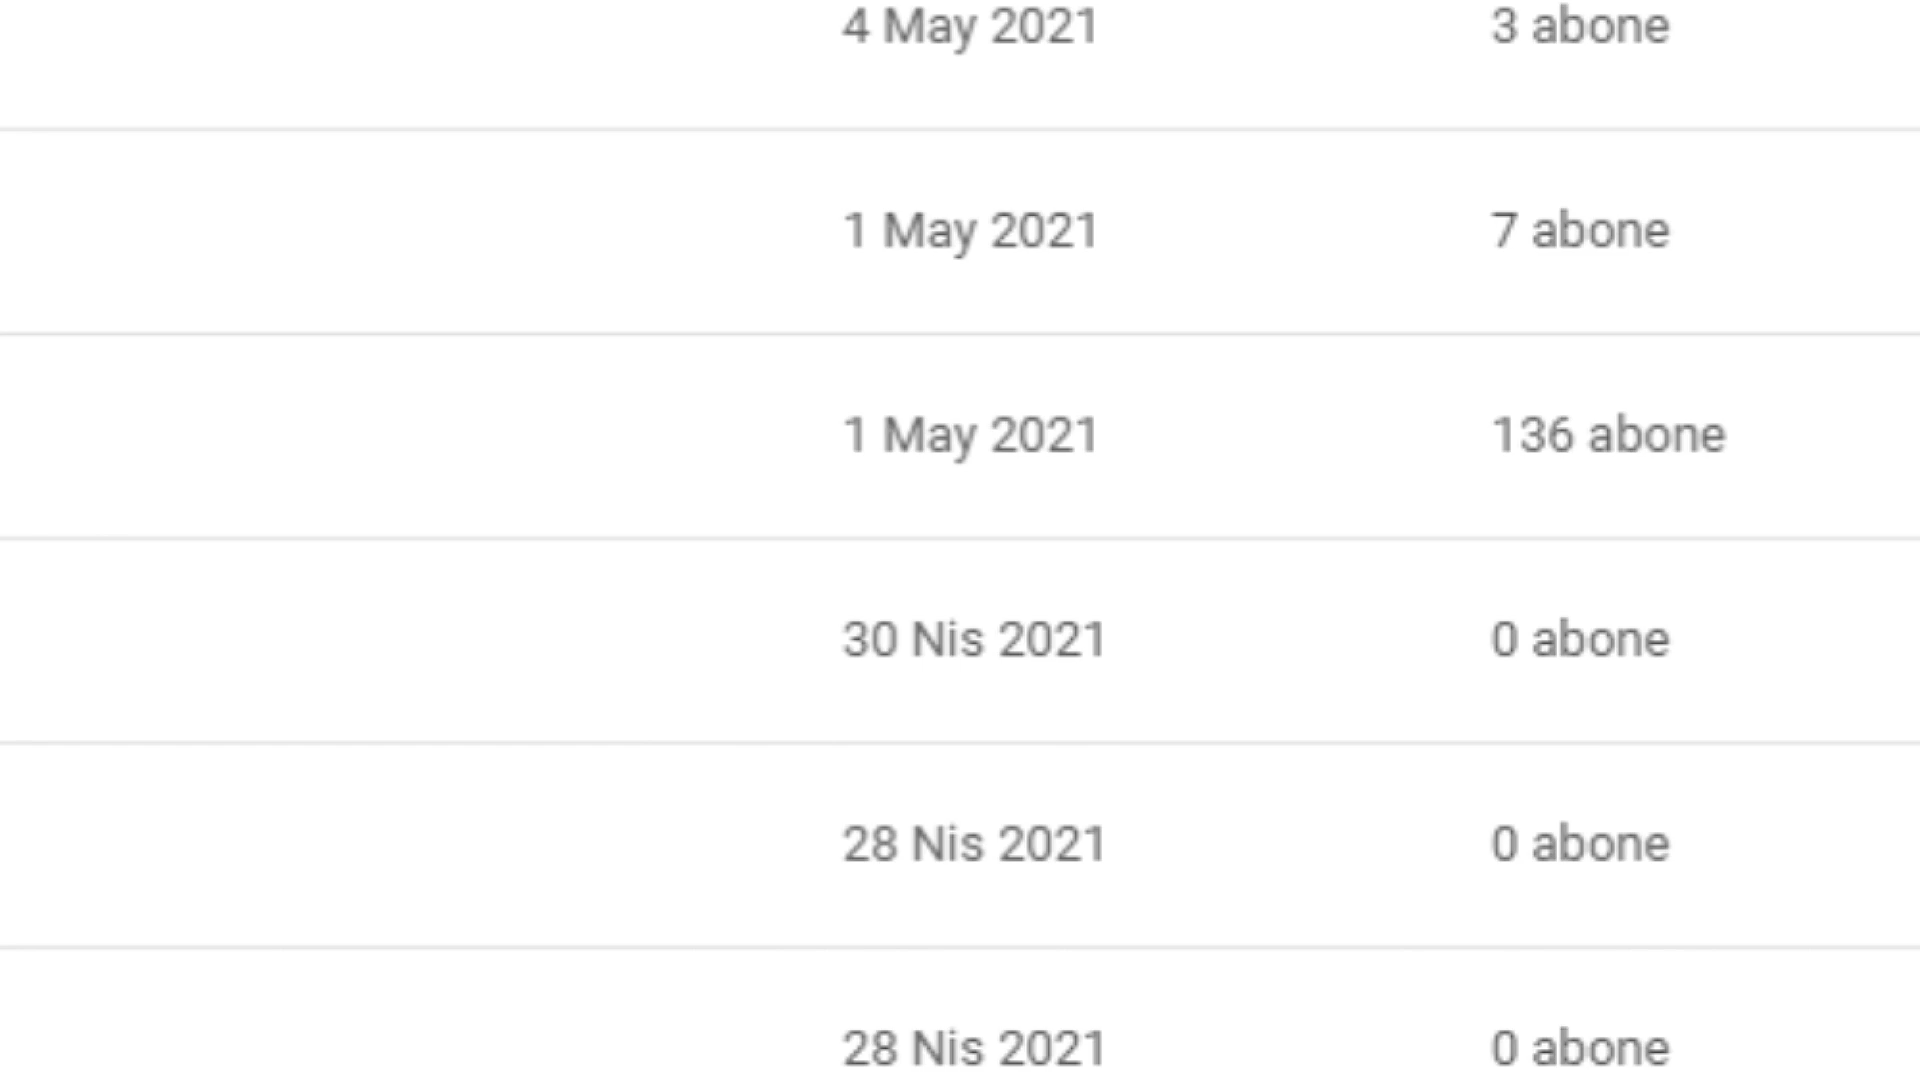 4 May 2021 3 abone
1 May 2021 7 abone
1 May 2021 136 abone
30 Nis 2021 0 abone
28 Nis 2021 0 abone
28 Nis 2021 0 abone